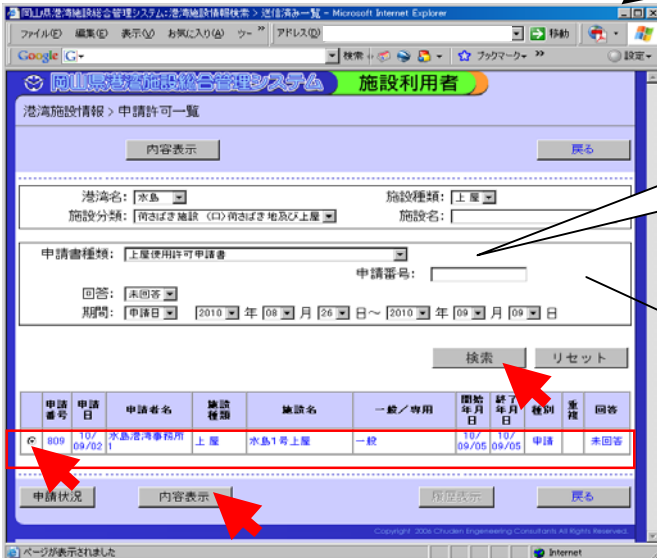 岡山県港湾施設総合管理システム:港湾施設情報検索 > 送信済み一覧 - Microsoft Internet Explorer
ファイル(F) 編集(E) 表示(V) お気に入り(A) ツー » アドレス(D) 移動
Google G 検索 ブックマーク 設定
岡山県港湾施設総合管理システム 施設利用者
港湾施設情報 > 申請許可一覧
内容表示 戻る
港湾名: 水島 施設種類: 上屋
施設分類: 荷さばき施設 (ロ)荷さばき地及び上屋 施設名:
申請書種類: 上屋使用許可申請書
申請番号:
回答: 未回答
期間: 申請日 2010 年 08 月 26 日～ 2010 年 09 月 09 日
検索 リセット
申請番号 申請日 申請者名 施設種類 施設名 一般/専用 開始年月日 終了年月日 種別 重複 回答
809 10/09/02 水島港湾事務所1 上屋 水島1号上屋 一般 10/09/05 10/09/05 申請 未回答
申請状況 内容表示 履歴表示 戻る
Copyright 2006 Chuden Engineering Consultants All Rights Reserved.
ページが表示されました Internet